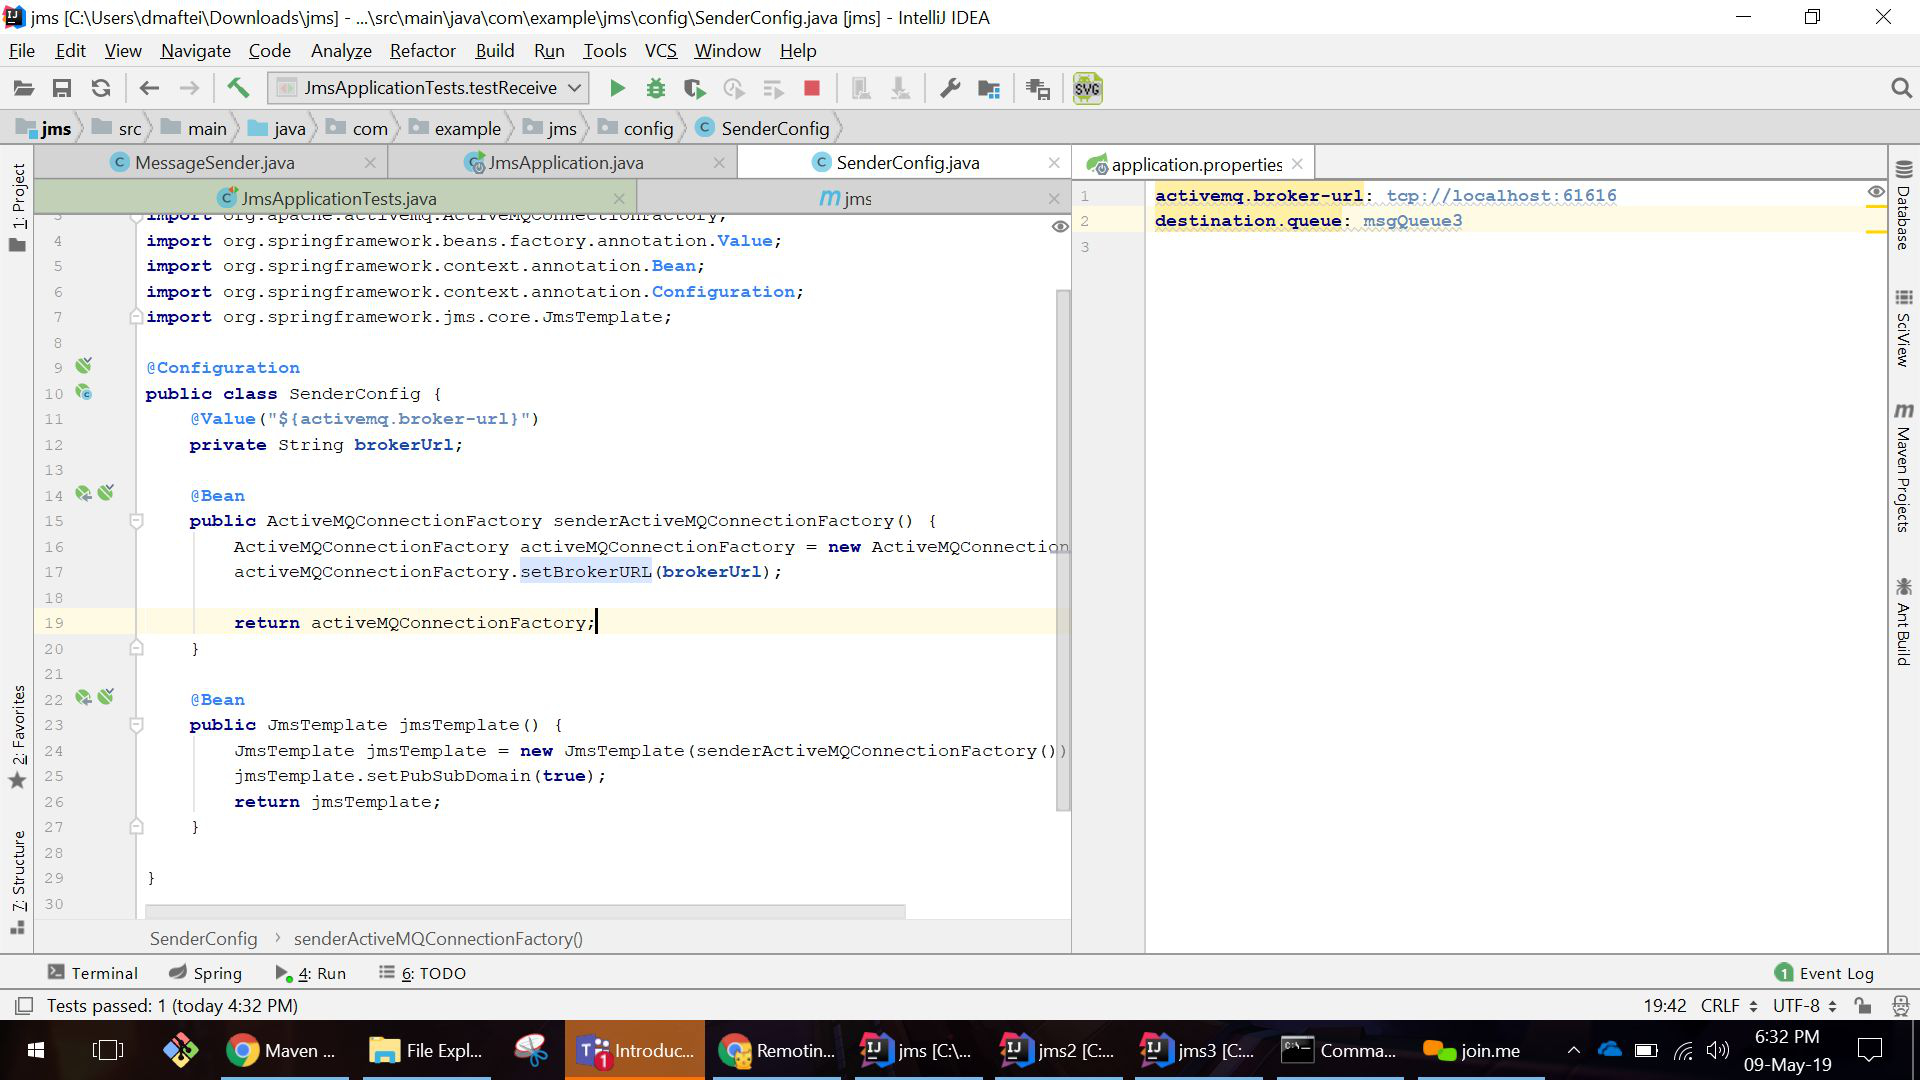 jms [C:\Users\dmaftei\Downloads\jms] - ...\src\main\java\com\example\jms\config\SenderConfig.java [jms] - IntelliJ IDEA
File Edit View Navigate Code Analyze Refactor Build Run Tools VCS Window Help
JmsApplicationTests.testReceive
SVG
jms src main java com example jms config SenderConfig
MessageSender.java JmsApplication.java SenderConfig.java
JmsApplicationTests.java jms
3 import org.apache.activemq.ActiveMQConnectionFactory;
4 import org.springframework.beans.factory.annotation.Value;
5 import org.springframework.context.annotation.Bean;
6 import org.springframework.context.annotation.Configuration;
7 import org.springframework.jms.core.JmsTemplate;
8
9 @Configuration
10 public class SenderConfig {
11 @Value("${activemq.broker-url}")
12 private String brokerUrl;
13
14 @Bean
15 public ActiveMQConnectionFactory senderActiveMQConnectionFactory() {
16 ActiveMQConnectionFactory activeMQConnectionFactory = new ActiveMQConnection
17 activeMQConnectionFactory.setBrokerURL(brokerUrl);
18
19 return activeMQConnectionFactory;
20 }
21
22 @Bean
23 public JmsTemplate jmsTemplate() {
24 JmsTemplate jmsTemplate = new JmsTemplate(senderActiveMQConnectionFactory())
25 jmsTemplate.setPubSubDomain(true);
26 return jmsTemplate;
27 }
28
29 }
30
SenderConfig senderActiveMQConnectionFactory()
application.properties
1 activemq.broker-url: tcp://localhost:61616
2 destination.queue: msgQueue3
3
1: Project
2: Favorites
7: Structure
Database
SciView
Maven Projects
Ant Build
Terminal Spring 4: Run 6: TODO 1 Event Log
Tests passed: 1 (today 4:32 PM) 19:42 CRLF UTF-8
Maven ... File Expl... Introduc... Remotin... jms [C:\... jms2 [C:... jms3 [C:... Comma... join.me
6:32 PM
09-May-19